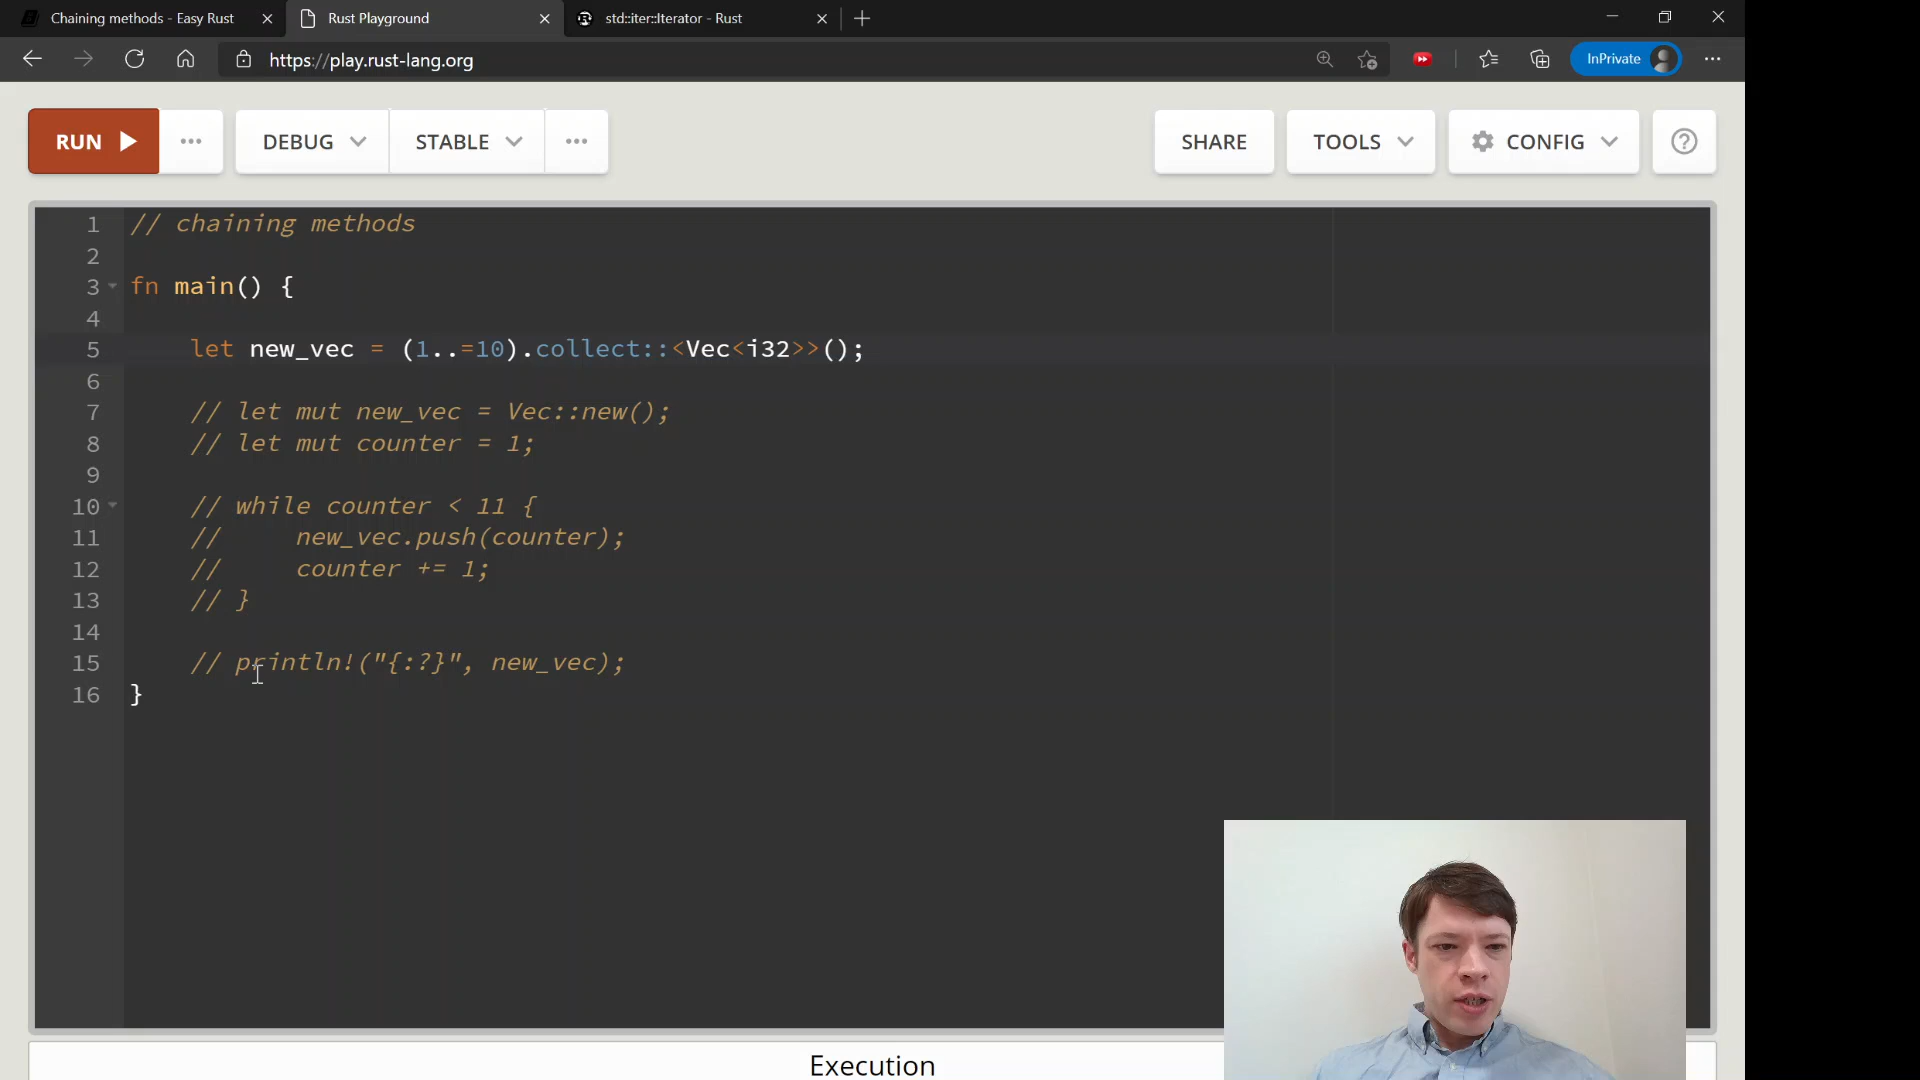 Chaining methods - Easy Rust
Rust Playground
std::iter::Iterator - Rust
https://play.rust-lang.org
InPrivate
RUN
DEBUG
STABLE
SHARE
TOOLS
CONFIG
1 // chaining methods
2
3 fn main() {
4
5 let new_vec = (1..=10).collect::<Vec<i32>>();
6
7 // let mut new_vec = Vec::new();
8 // let mut counter = 1;
9
10 // while counter < 11 {
11 // new_vec.push(counter);
12 // counter += 1;
13 // }
14
15 // println!("{:?}", new_vec);
16 }
Execution